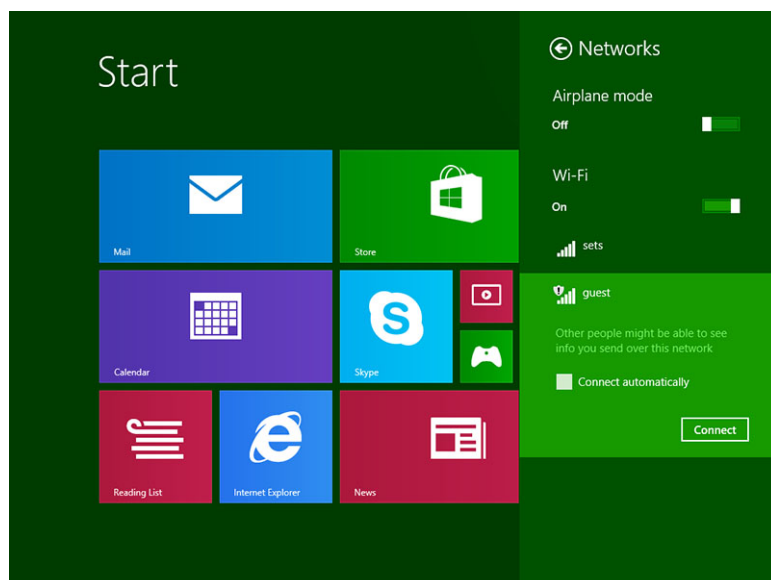 Start
Mail
Store
Calendar
Skype
Reading List
Internet Explorer
News
Networks
Airplane mode
Off
Wi-Fi
On
sets
guest
Other people might be able to see
info you send over this network
Connect automatically
Connect